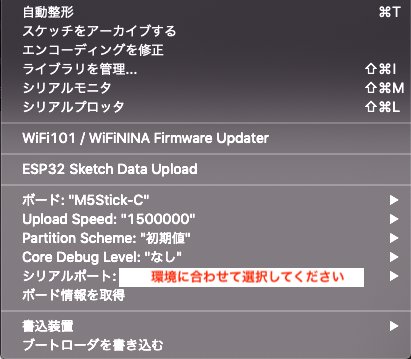 自動整形 ⌘T
スケッチをアーカイブする
エンコーディングを修正
ライブラリを管理... ⇧⌘I
シリアルモニタ ⇧⌘M
シリアルプロッタ ⇧⌘L
WiFi101 / WiFiNINA Firmware Updater
ESP32 Sketch Data Upload
ボード: "M5Stick-C"
Upload Speed: "1500000"
Partition Scheme: "初期値"
Core Debug Level: "なし"
シリアルポート: 環境に合わせて選択してください
ボード情報を取得
書込装置
ブートローダを書き込む